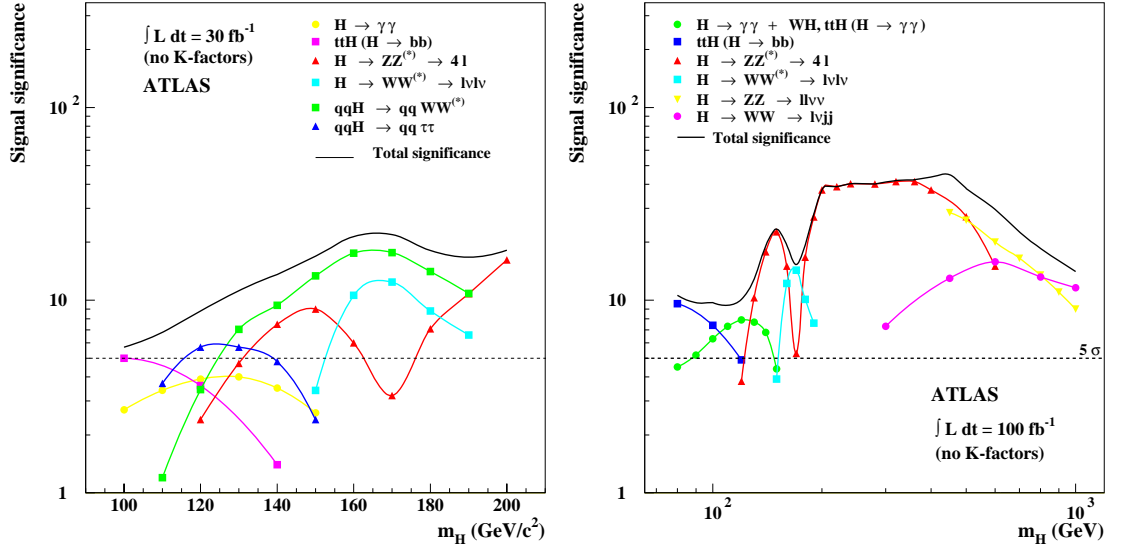 Signal significance
10²
10
1
∫ L dt = 30 fb⁻¹
(no K-factors)
ATLAS
H → γγ
ttH (H → bb)
H → ZZ⁽*⁾ → 4 l
H → WW⁽*⁾ → lνlν
qqH → qq WW⁽*⁾
qqH → qq ττ
Total significance
100 120 140 160 180 200
m_H (GeV/c²)
Signal significance
10²
10
1
H → γγ + WH, ttH (H → γγ)
ttH (H → bb)
H → ZZ⁽*⁾ → 4 l
H → WW⁽*⁾ → lνlν
H → ZZ → llνν
H → WW → lνjj
Total significance
5 σ
ATLAS
∫ L dt = 100 fb⁻¹
(no K-factors)
10² 10³
m_H (GeV)